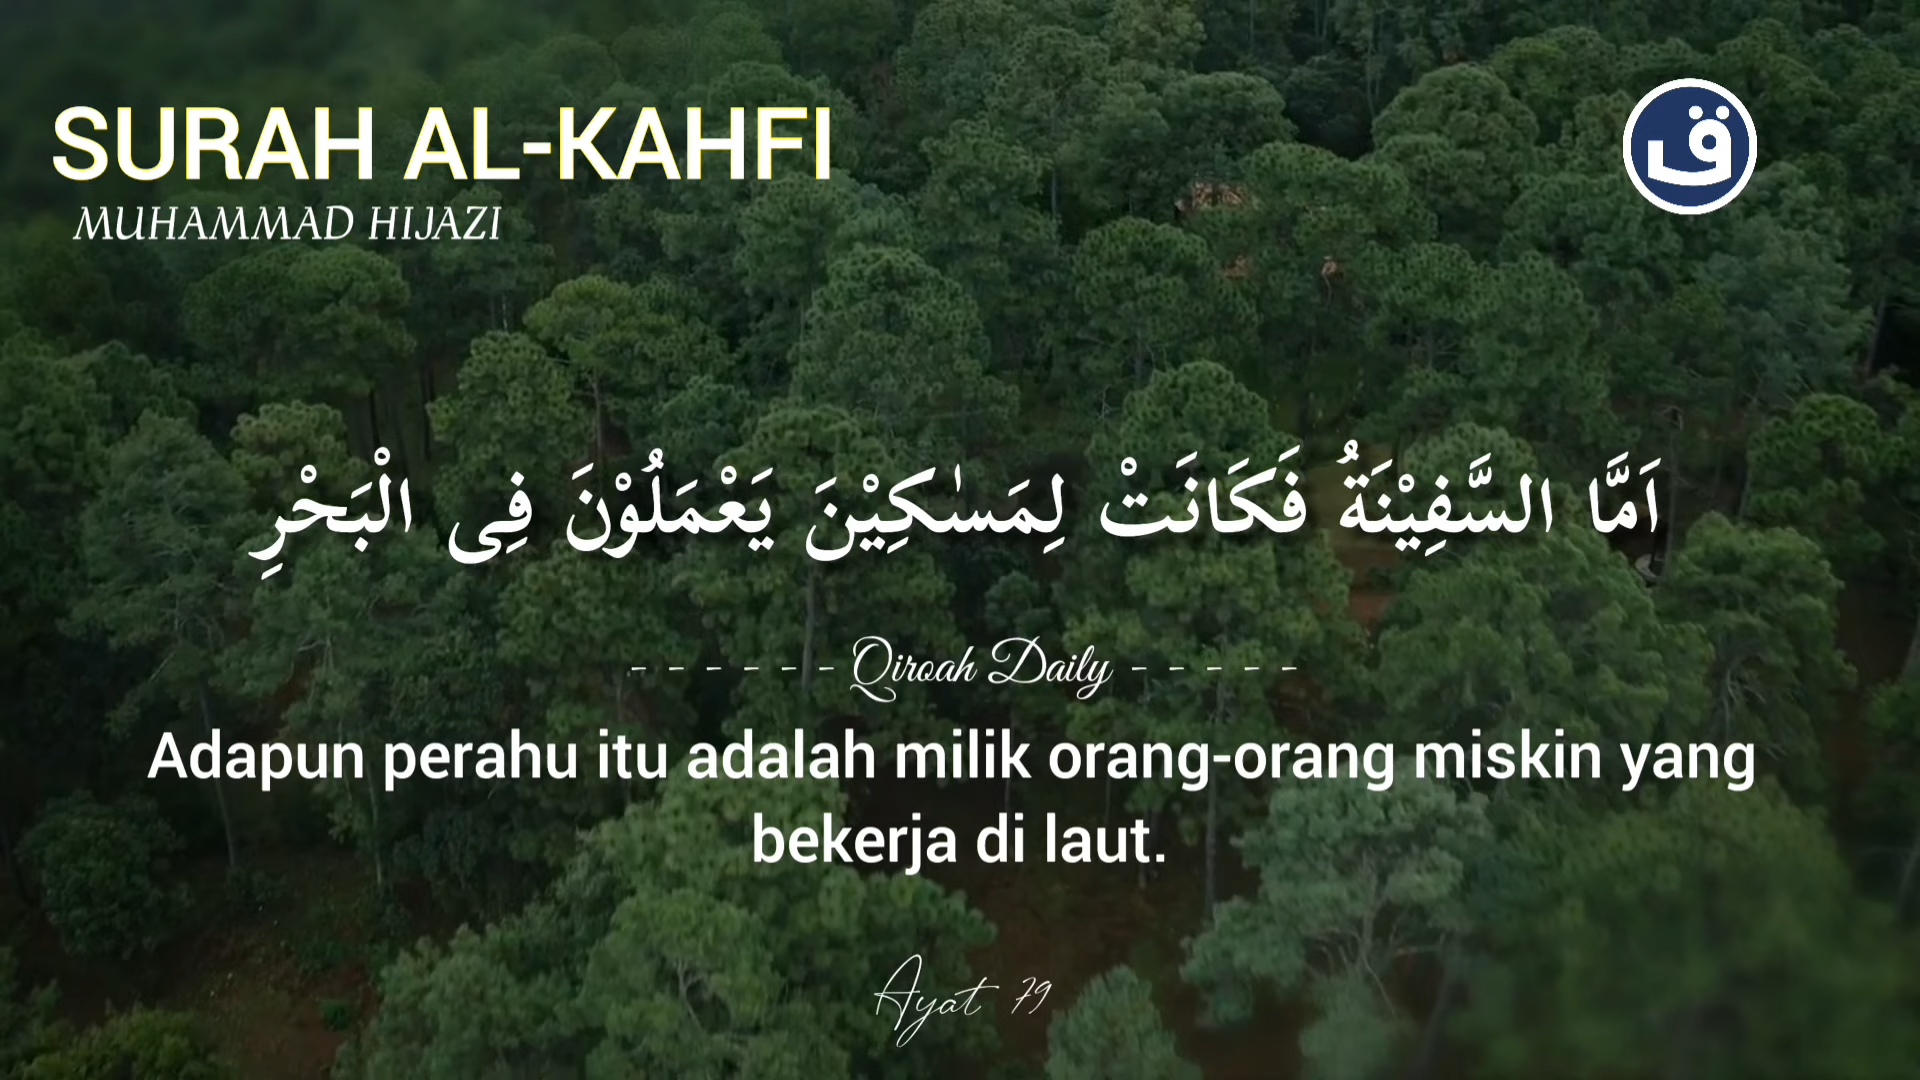 SURAH AL-KAHFI
MUHAMMAD HIJAZI
ق
اَمَّا السَّفِيْنَةُ فَكَانَتْ لِمَسٰكِيْنَ يَعْمَلُوْنَ فِى الْبَحْرِ
- - - - - - Qiroah Daily - - - - -
Adapun perahu itu adalah milik orang-orang miskin yang
bekerja di laut.
Ayat 79